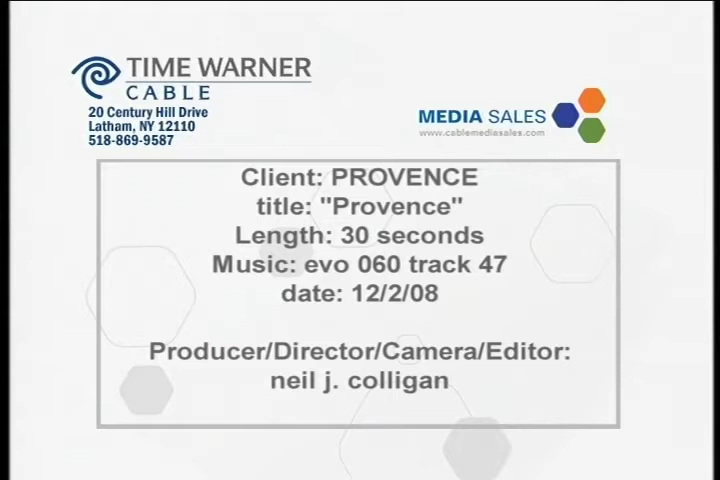 TIME WARNER
CABLE
20 Century Hill Drive
Latham, NY 12110
518-869-9587
MEDIA SALES
www.cablemediasales.com
Client: PROVENCE
title: "Provence"
Length: 30 seconds
Music: evo 060 track 47
date: 12/2/08
Producer/Director/Camera/Editor:
neil j. colligan